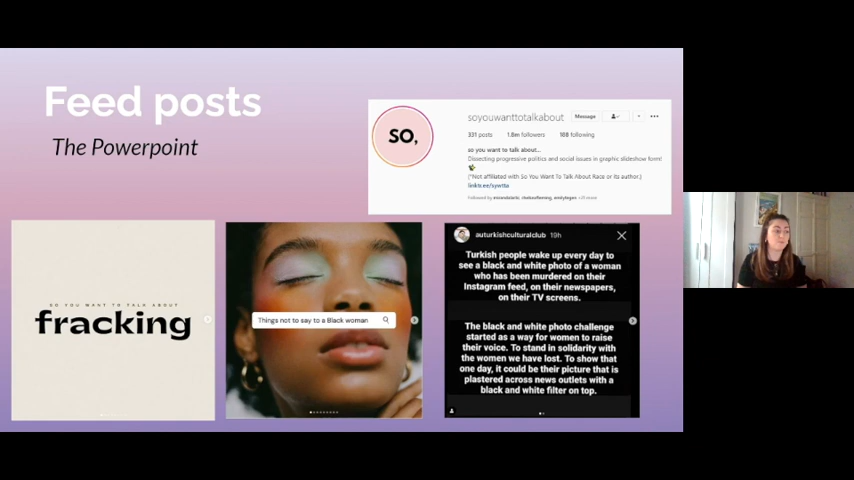 Feed posts
The Powerpoint
SO,
soyouwanttotalkabout
Message
331 posts 1.8m followers 108 following
so you want to talk about...
Dissecting progressive politics and social issues in graphic slideshow form!
(*Not affiliated with So You Want To Talk About Race or its author.)
linktr.ee/sywtta
Followed by
SO YOU WANT TO TALK ABOUT
fracking
Things not to say to a Black woman
auturkishculturalclub 19h
Turkish people wake up every day to
see a black and white photo of a woman
who has been murdered on their
Instagram feed, on their newspapers,
on their TV screens.
The black and white photo challenge
started as a way for women to raise
their voice. To stand in solidarity with
the women we have lost. To show that
one day, it could be their picture that is
plastered across news outlets with a
black and white filter on top.